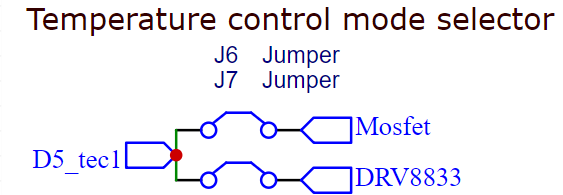 Temperature control mode selector
J6 Jumper
J7 Jumper
Mosfet
D5_tec1
DRV8833